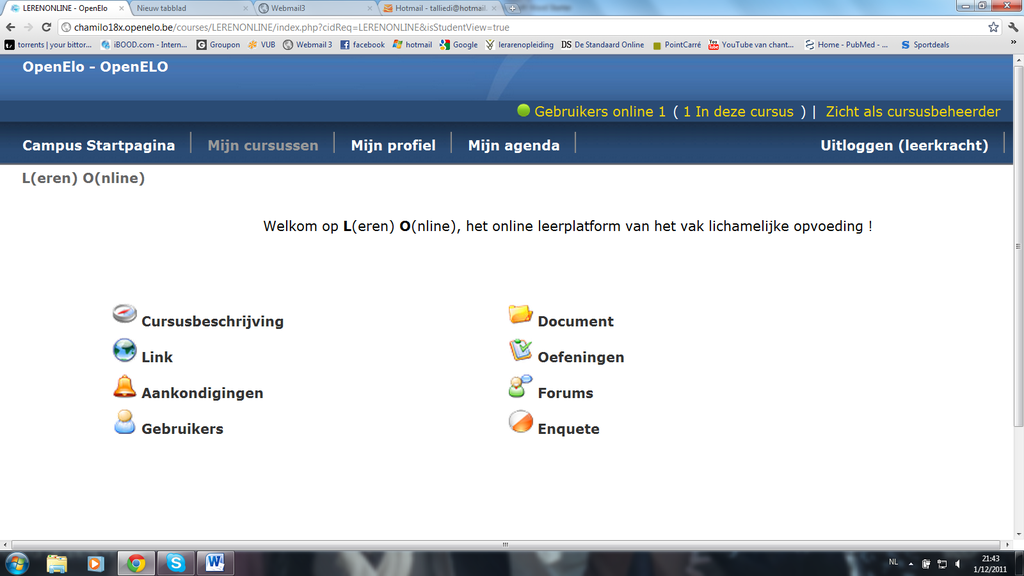 LERENONLINE - OpenElo
Nieuw tabblad
Webmail3
Hotmail - talliedi@hotmail.
chamilo18x.openelo.be/courses/LERENONLINE/index.php?cidReq=LERENONLINE&isStudentView=true
torrents | your bittor... iBOOD.com - Intern... Groupon VUB Webmail 3 facebook hotmail Google lerarenopleiding DS De Standaard Online PointCarré YouTube van chant... Home - PubMed - ... Sportdeals
OpenElo - OpenELO
Gebruikers online 1 ( 1 In deze cursus ) | Zicht als cursusbeheerder
Campus Startpagina Mijn cursussen Mijn profiel Mijn agenda Uitloggen (leerkracht)
L(eren) O(nline)
Welkom op L(eren) O(nline), het online leerplatform van het vak lichamelijke opvoeding !
Cursusbeschrijving
Document
Link
Oefeningen
Aankondigingen
Forums
Gebruikers
Enquete
NL
21:43
1/12/2011